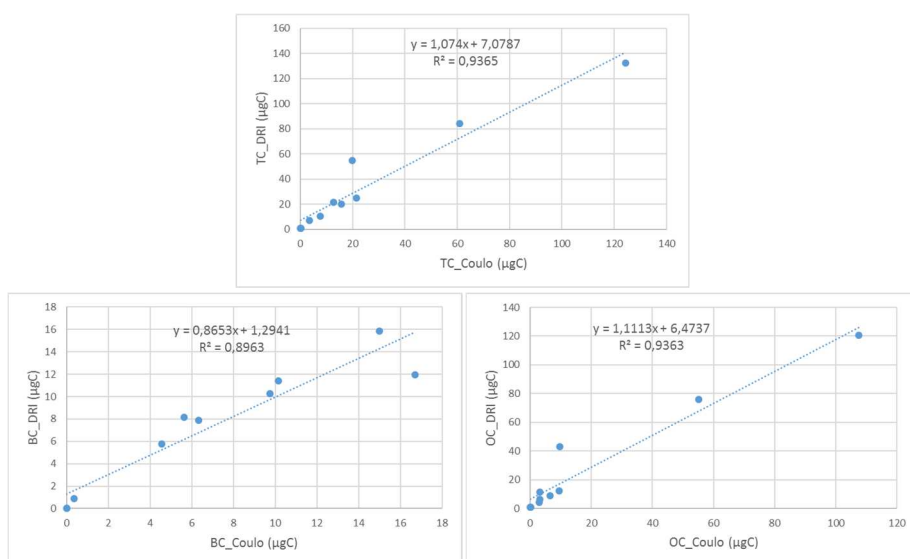 y = 1,074x + 7,0787
R² = 0,9365
TC_DRI (µgC)
160
140
120
100
80
60
40
20
0
0 20 40 60 80 100 120 140
TC_Coulo (µgC)
y = 0,8653x + 1,2941
R² = 0,8963
BC_DRI (µgC)
18
16
14
12
10
8
6
4
2
0
0 2 4 6 8 10 12 14 16 18
BC_Coulo (µgC)
y = 1,1113x + 6,4737
R² = 0,9363
OC_DRI (µgC)
140
120
100
80
60
40
20
0
0 20 40 60 80 100 120
OC_Coulo (µgC)